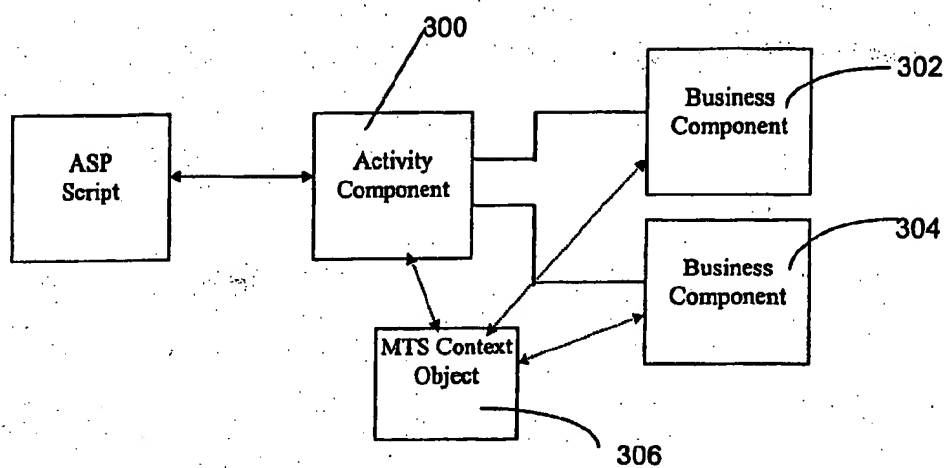 300
302
ASP
Script
Activity
Component
Business
Component
304
Business
Component
MTS Context
Object
306